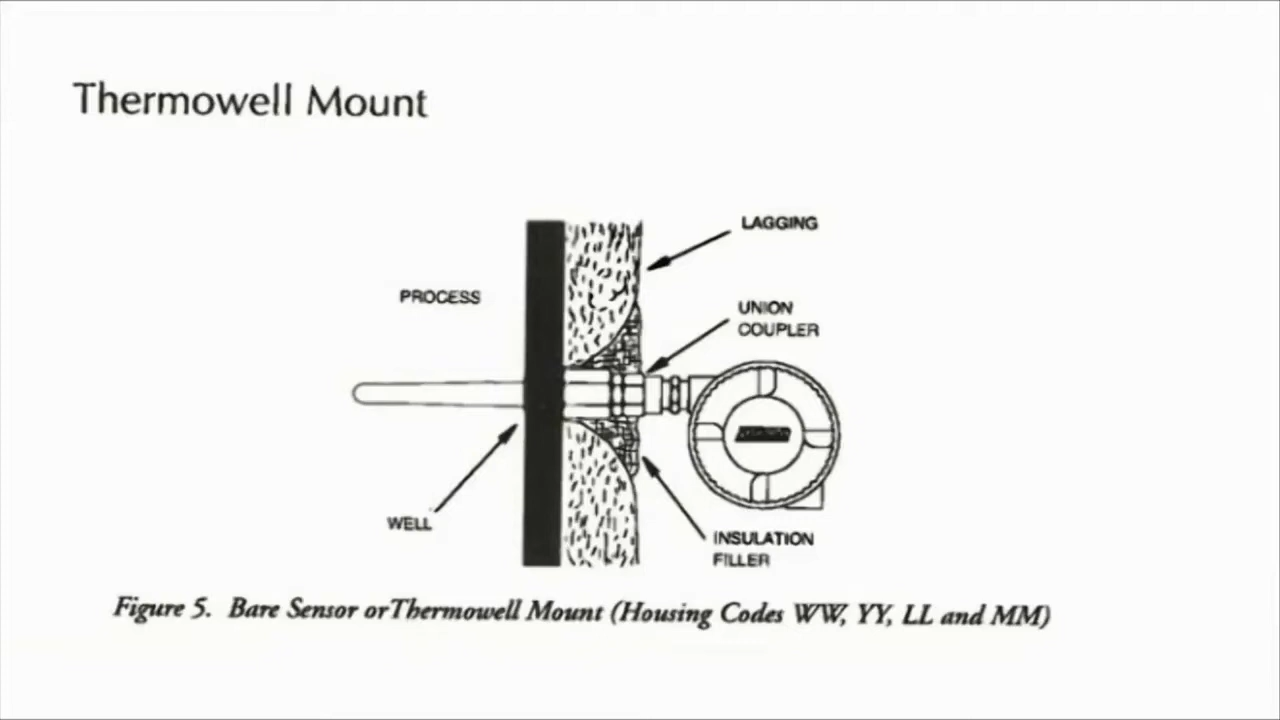 Thermowell Mount
LAGGING
PROCESS
UNION
COUPLER
WELL
INSULATION
FILLER
Figure 5. Bare Sensor orThermowell Mount (Housing Codes WW, YY, LL and MM)